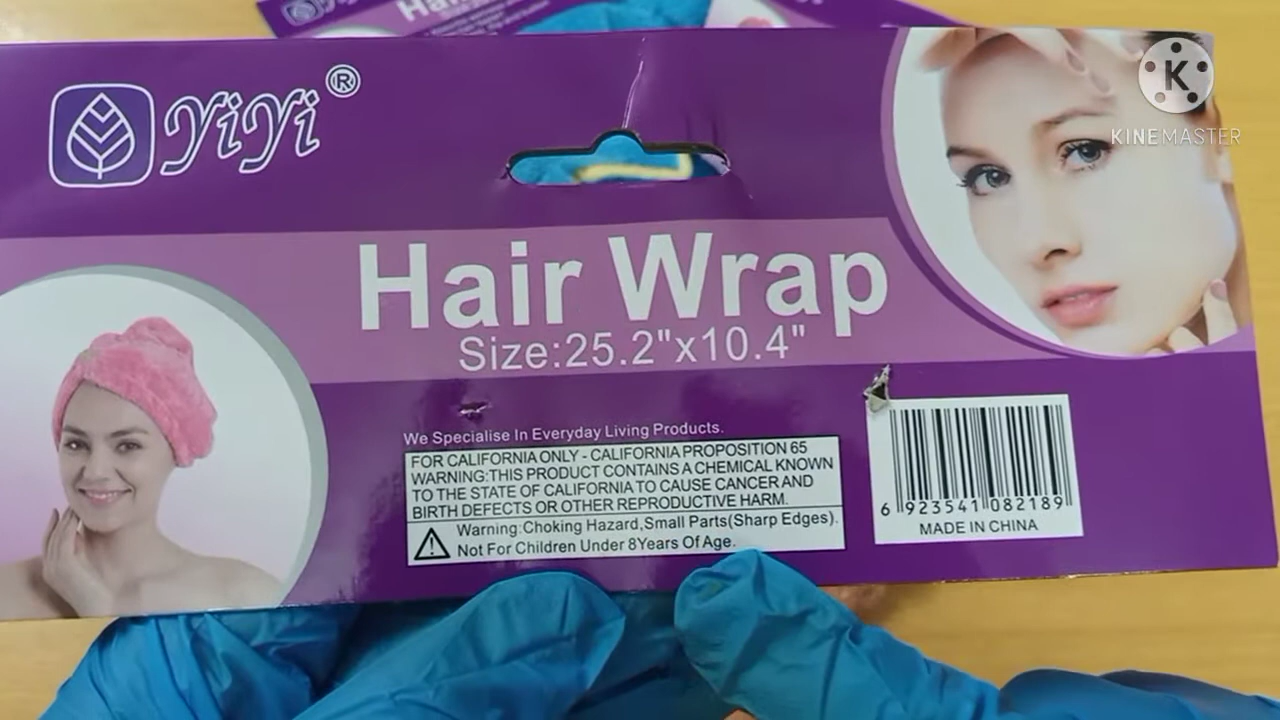 Hair
YiYi®
K
KINEMASTER
Hair Wrap
Size:25.2"x10.4"
We Specialise In Everyday Living Products.
FOR CALIFORNIA ONLY - CALIFORNIA PROPOSITION 65
WARNING:THIS PRODUCT CONTAINS A CHEMICAL KNOWN
TO THE STATE OF CALIFORNIA TO CAUSE CANCER AND
BIRTH DEFECTS OR OTHER REPRODUCTIVE HARM.
Warning:Choking Hazard,Small Parts(Sharp Edges).
Not For Children Under 8Years Of Age.
6 923541 082189
MADE IN CHINA